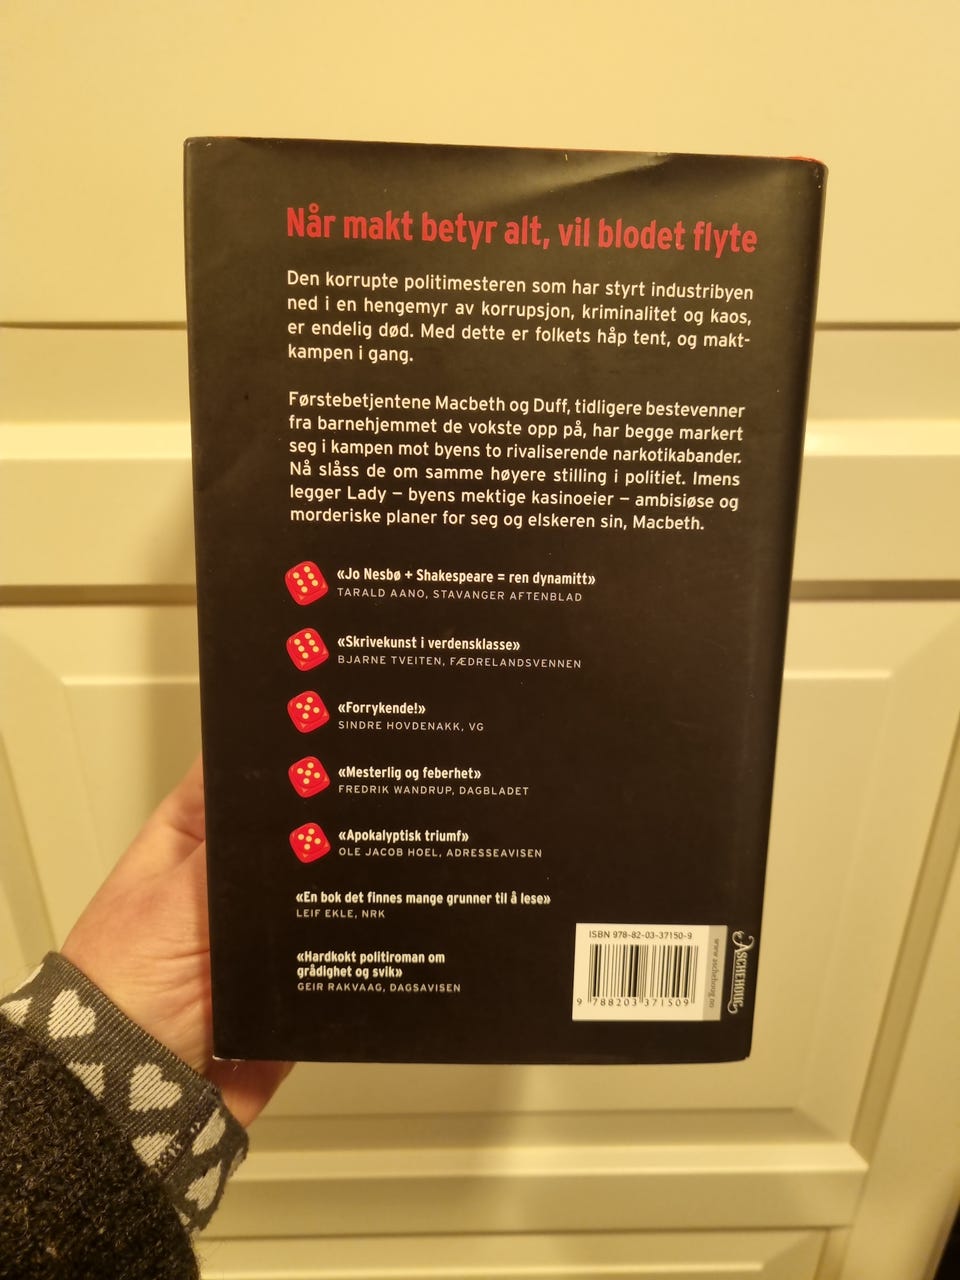 Når makt betyr alt, vil blodet flyte
Den korrupte politimesteren som har styrt industribyen
ned i en hengemyr av korrupsjon, kriminalitet og kaos,
er endelig død. Med dette er folkets håp tent, og makt-
kampen i gang.
Førstebetjentene Macbeth og Duff, tidligere bestevenner
fra barnehjemmet de vokste opp på, har begge markert
seg i kampen mot byens to rivaliserende narkotikabander.
Nå slåss de om samme høyere stilling i politiet. Imens
legger Lady – byens mektige kasinoeier – ambisiøse og
morderiske planer for seg og elskeren sin, Macbeth.
«Jo Nesbø + Shakespeare = ren dynamitt»
TARALD AANO, STAVANGER AFTENBLAD
«Skrivekunst i verdensklasse»
BJARNE TVEITEN, FÆDRELANDSVENNEN
«Forrykende!»
SINDRE HOVDENAKK, VG
«Mesterlig og feberhet»
FREDRIK WANDRUP, DAGBLADET
«Apokalyptisk triumf»
OLE JACOB HOEL, ADRESSEAVISEN
«En bok det finnes mange grunner til å lese»
LEIF EKLE, NRK
«Hardkokt politiroman om
grådighet og svik»
GEIR RAKVAAG, DAGSAVISEN
ISBN 978-82-03-37150-9
9 788203 371509
www.aschehoug.no
ASCHEHOUG